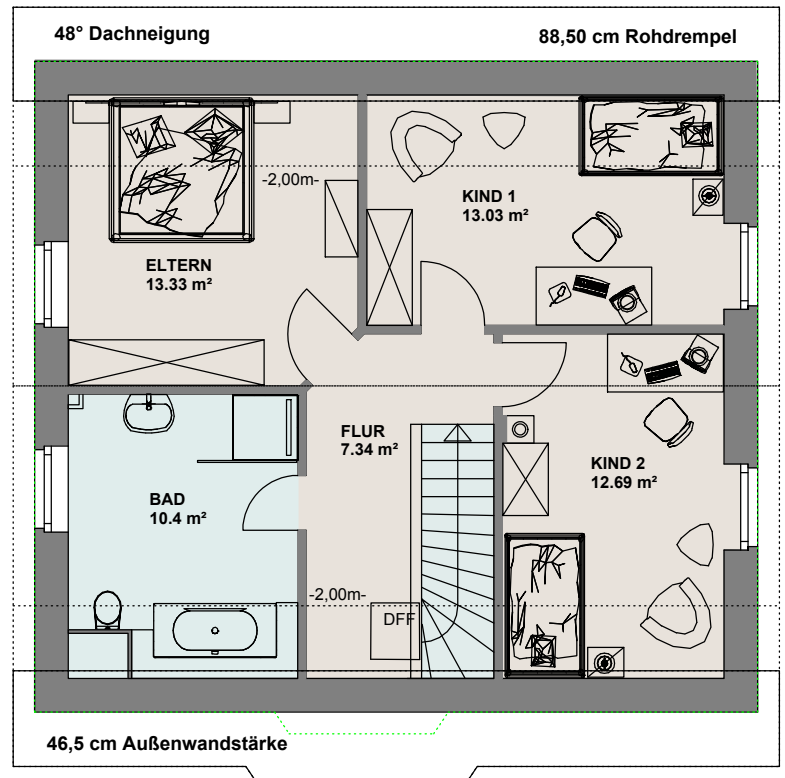 48° Dachneigung
88,50 cm Rohdrempel
-2,00m-
KIND 1
13.03 m²
ELTERN
13.33 m²
FLUR
7.34 m²
KIND 2
12.69 m²
BAD
10.4 m²
-2,00m-
DFF
46,5 cm Außenwandstärke